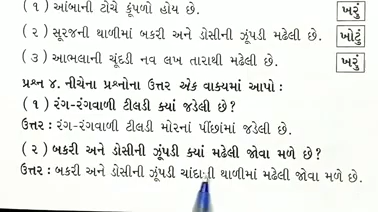 (૧) આંબાની ટોચે કૂંપળો હોય છે. ખરું
(૨) સૂરજની થાળીમાં બકરી અને ડોસીની ઝૂંપડી મઢેલી છે. ખોટું
(૩) આભલાની ચૂંદડી નવ લખ તારાથી મઢેલી છે. ખરું
પ્રશ્ન ૪. નીચેના પ્રશ્નોના ઉત્તર એક વાક્યમાં આપો :
(૧) રંગ-રંગવાળી ટીલડી ક્યાં જડેલી છે?
ઉત્તર : રંગ-રંગવાળી ટીલડી મોરનાં પીંછાંમાં જડેલી છે.
(૨) બકરી અને ડોસીની ઝૂંપડી ક્યાં મઢેલી જોવા મળે છે?
ઉત્તર : બકરી અને ડોસીની ઝૂંપડી ચાંદાની થાળીમાં મઢેલી જોવા મળે છે.